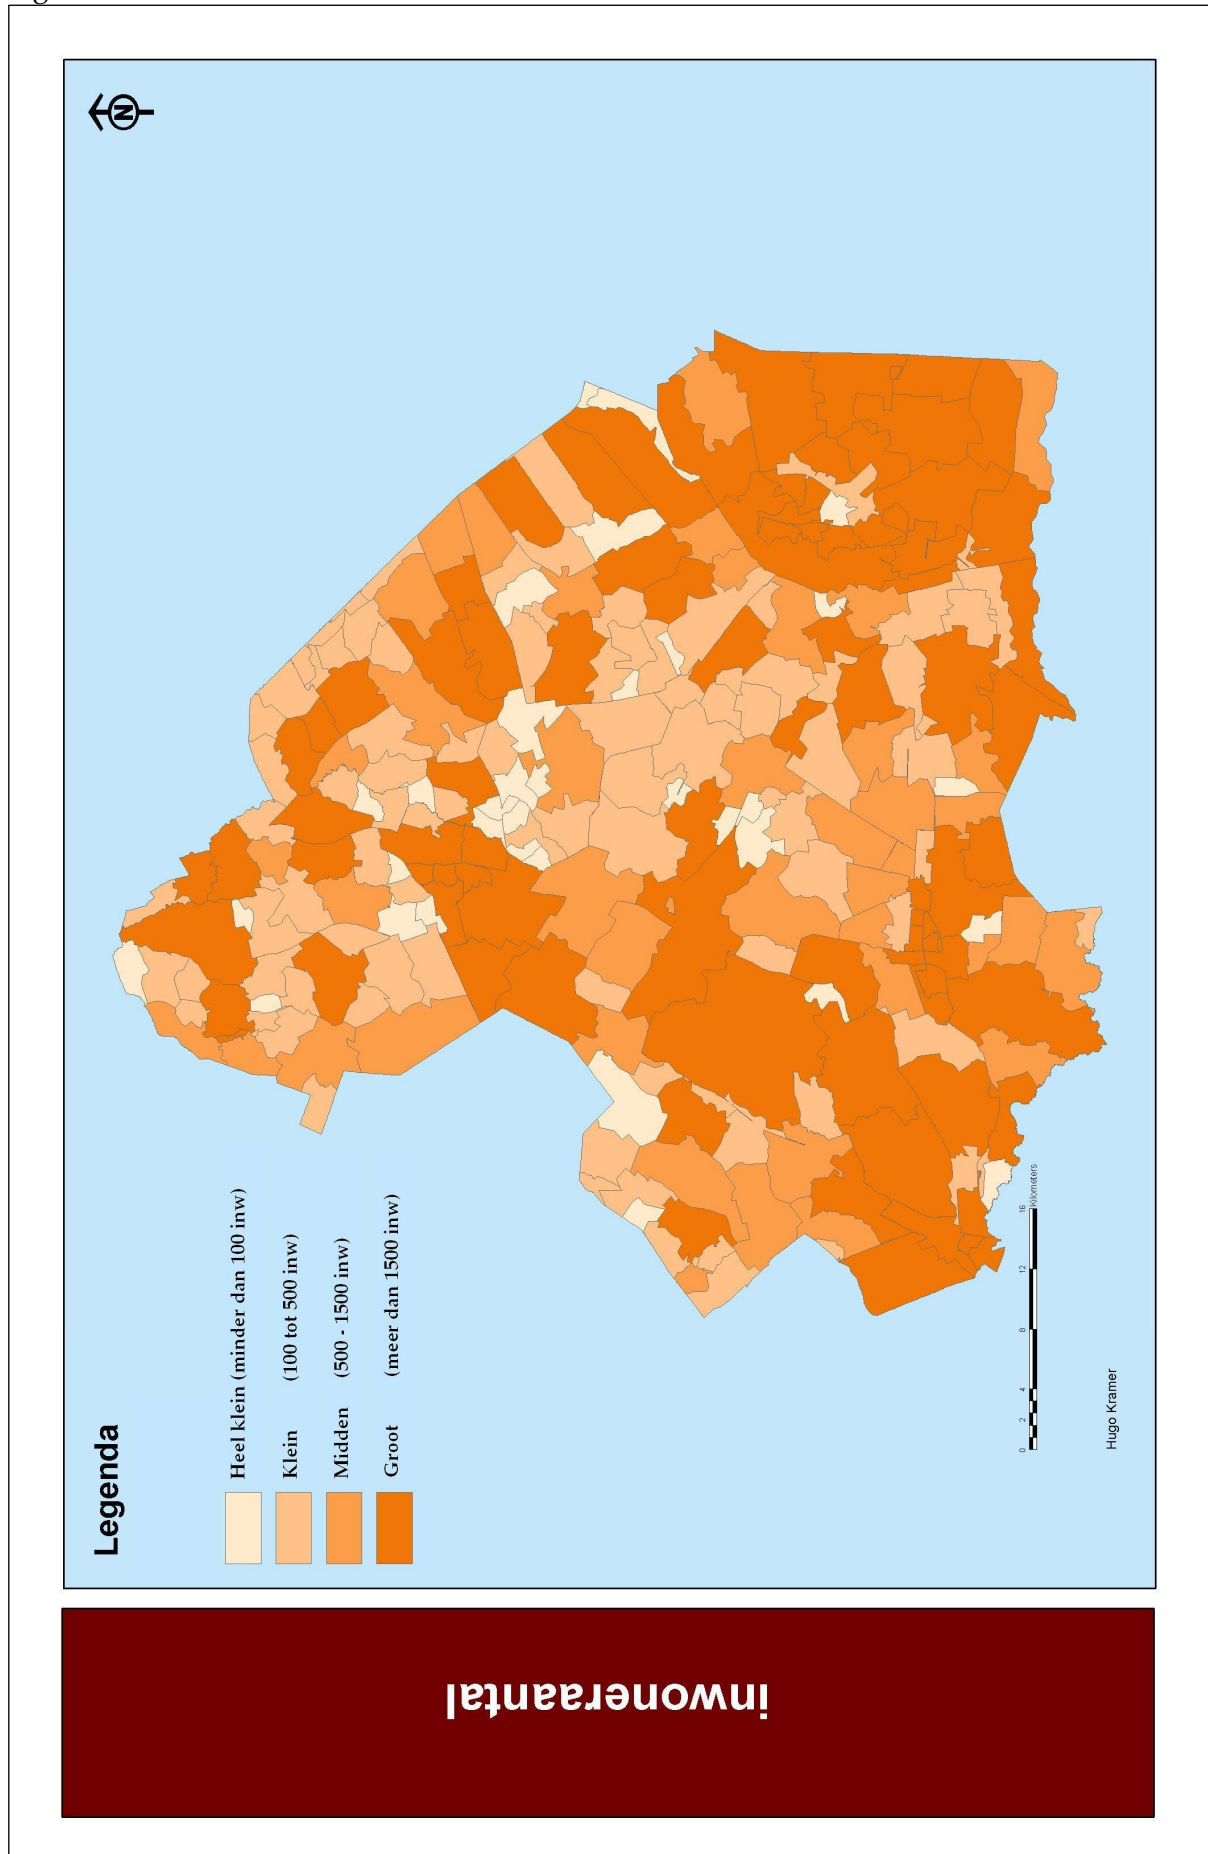 inwoneraantal
Legenda
Heel klein (minder dan 100 inw)
Klein (100 tot 500 inw)
Midden (500 - 1500 inw)
Groot (meer dan 1500 inw)
N
0 2 4 8 12 16
Kilometers
Hugo Kramer